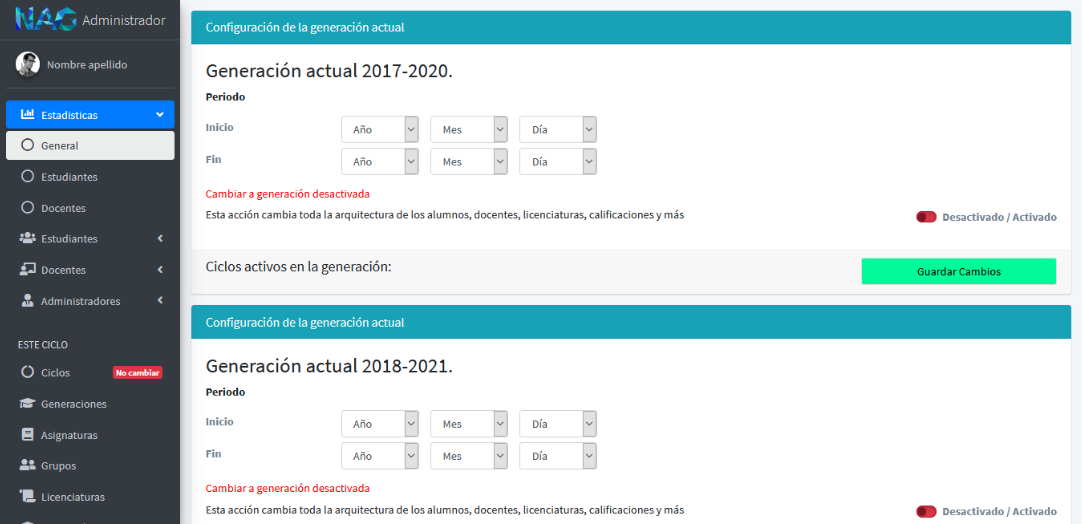 NAG Administrador
Nombre apellido
Estadisticas
General
Estudiantes
Docentes
Estudiantes
Docentes
Administradores
ESTE CICLO
Ciclos No cambiar
Generaciones
Asignaturas
Grupos
Licenciaturas
Configuración de la generación actual
Generación actual 2017-2020.
Periodo
Inicio Año Mes Día
Fin Año Mes Día
Cambiar a generación desactivada
Esta acción cambia toda la arquitectura de los alumnos, docentes, licenciaturas, calificaciones y más Desactivado / Activado
Ciclos activos en la generación: Guardar Cambios
Configuración de la generación actual
Generación actual 2018-2021.
Periodo
Inicio Año Mes Día
Fin Año Mes Día
Cambiar a generación desactivada
Esta acción cambia toda la arquitectura de los alumnos, docentes, licenciaturas, calificaciones y más Desactivado / Activado